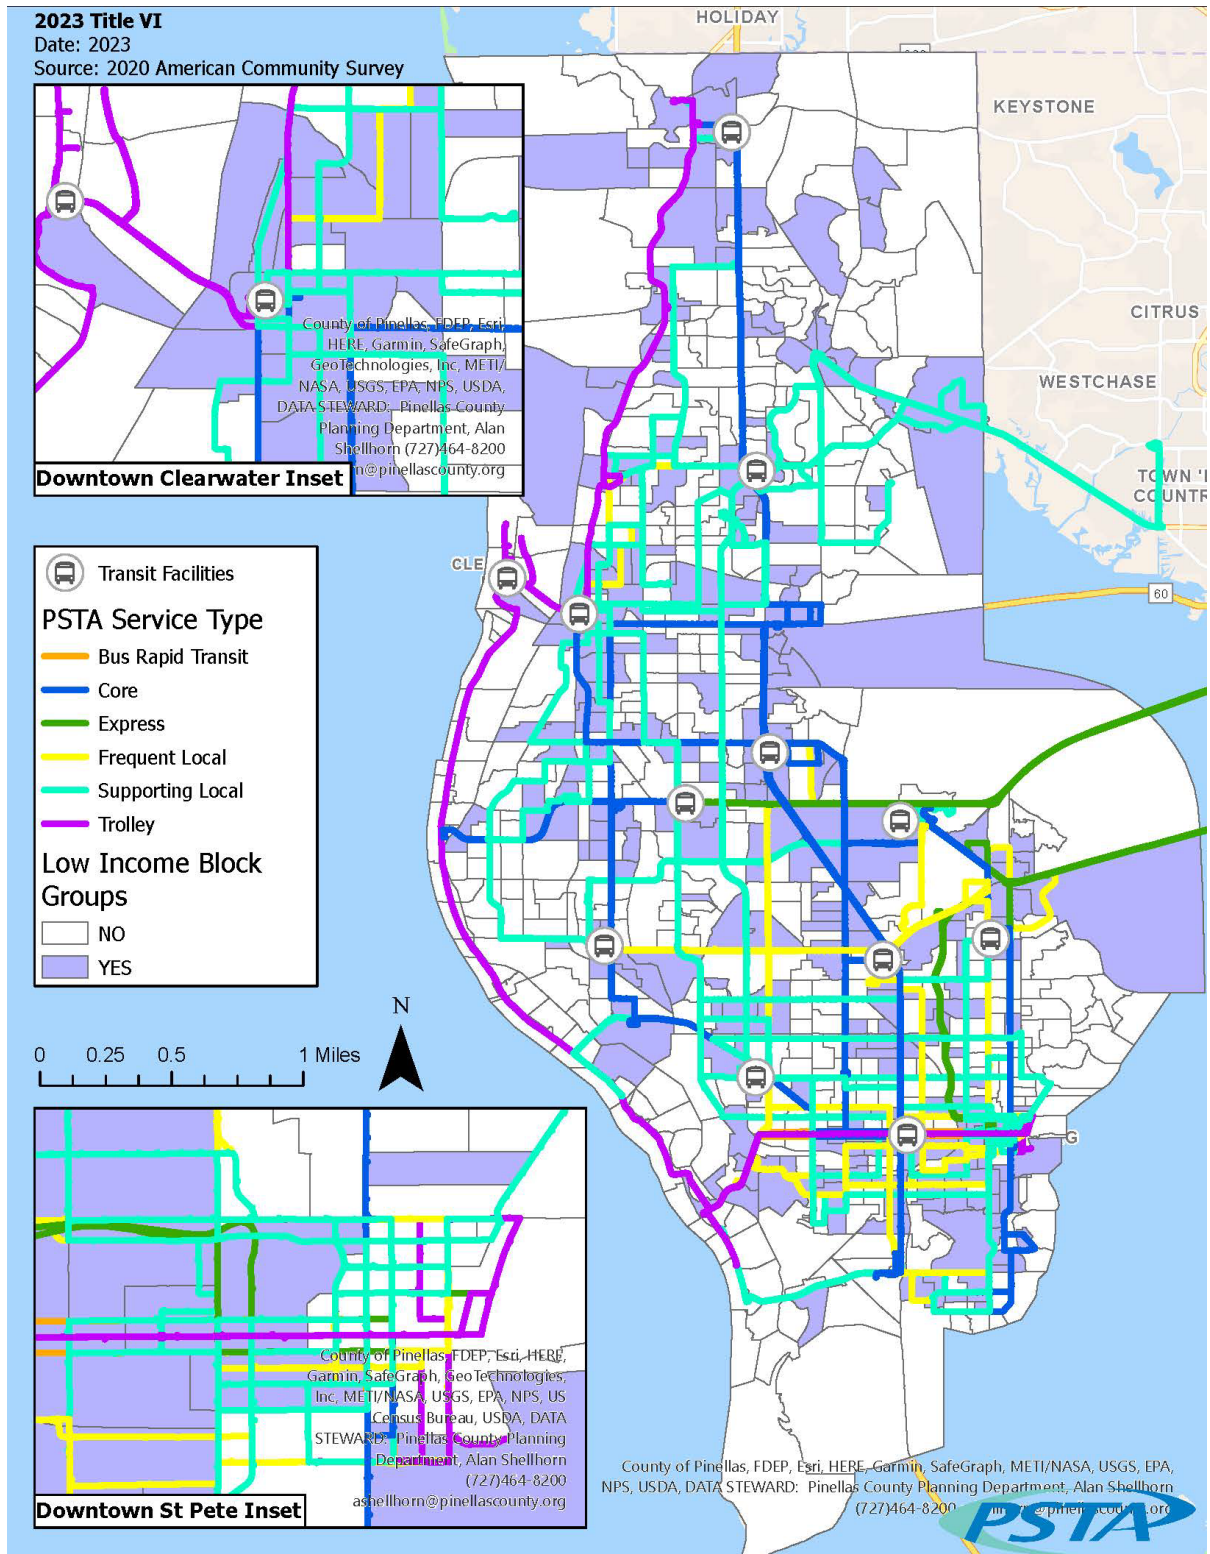 2023 Title VI
Date: 2023
Source: 2020 American Community Survey
HOLIDAY
KEYSTONE
CITRUS
WESTCHASE
TOWN 'N
COUNTR
60
CLE
G
County of Pinellas, FDEP, Esri,
HERE, Garmin, SafeGraph,
GeoTechnologies, Inc, METI/
NASA, USGS, EPA, NPS, USDA,
DATA STEWARD: Pinellas County
Planning Department, Alan
Shellhorn (727)464-8200
n@pinellascounty.org
Downtown Clearwater Inset
Transit Facilities
PSTA Service Type
Bus Rapid Transit
Core
Express
Frequent Local
Supporting Local
Trolley
Low Income Block
Groups
NO
YES
N
0 0.25 0.5 1 Miles
County of Pinellas, FDEP, Esri, HERE,
Garmin, SafeGraph, GeoTechnologies,
Inc, METI/NASA, USGS, EPA, NPS, US
Census Bureau, USDA, DATA
STEWARD: Pinellas County Planning
Department, Alan Shellhorn
(727)464-8200
ashellhorn@pinellascounty.org
Downtown St Pete Inset
County of Pinellas, FDEP, Esri, HERE, Garmin, SafeGraph, METI/NASA, USGS, EPA,
NPS, USDA, DATA STEWARD: Pinellas County Planning Department, Alan Shellhorn
(727)464-8200
PSTA